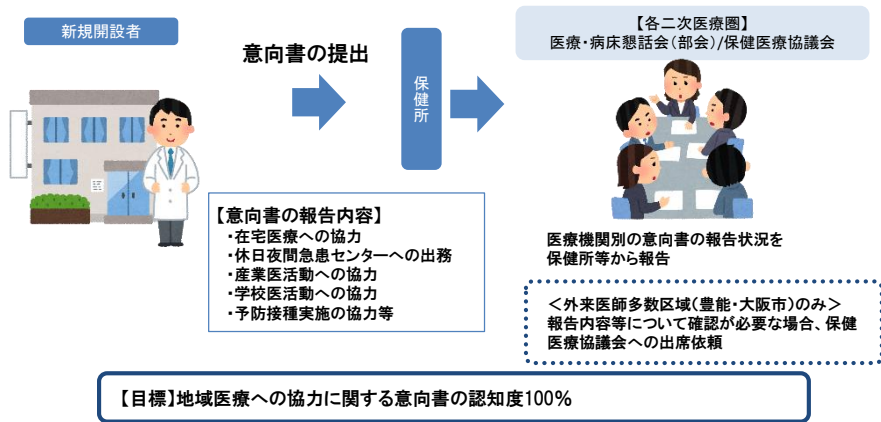 新規開設者
意向書の提出
保健所
【各二次医療圏】
医療・病床懇話会(部会)/保健医療協議会
【意向書の報告内容】
・在宅医療への協力
・休日夜間急患センターへの出務
・産業医活動への協力
・学校医活動への協力
・予防接種実施の協力等
医療機関別の意向書の報告状況を
保健所等から報告
＜外来医師多数区域(豊能・大阪市)のみ＞
報告内容等について確認が必要な場合、保健
医療協議会への出席依頼
【目標】地域医療への協力に関する意向書の認知度100％